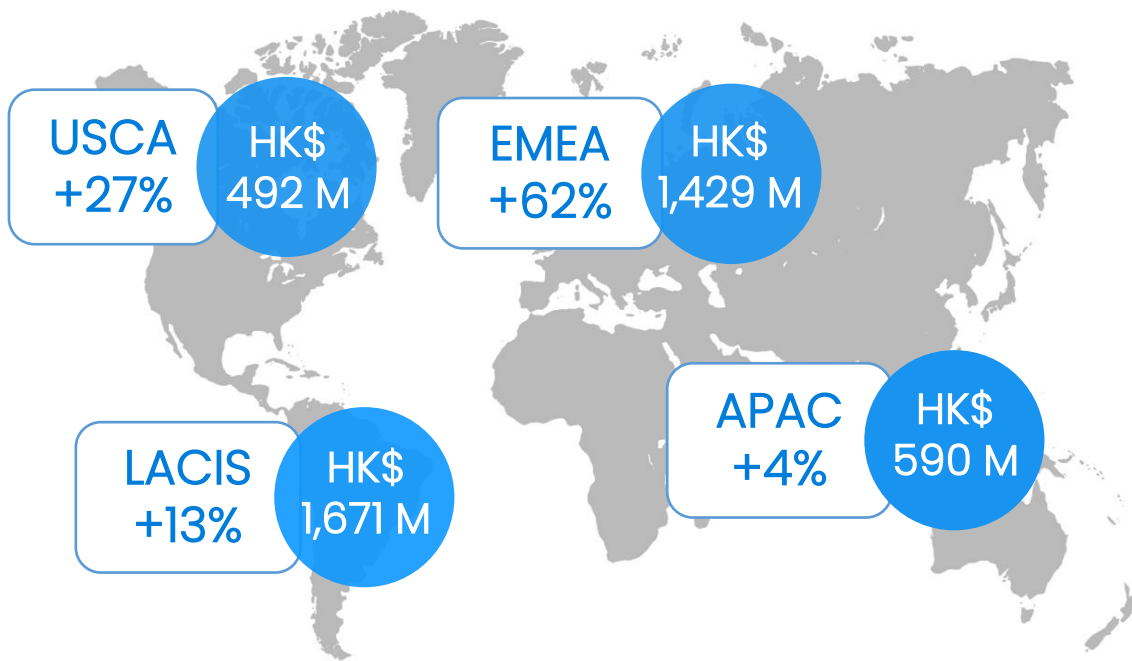 USCA
+27%
HK$
492 M
EMEA
+62%
HK$
1,429 M
LACIS
+13%
HK$
1,671 M
APAC
+4%
HK$
590 M